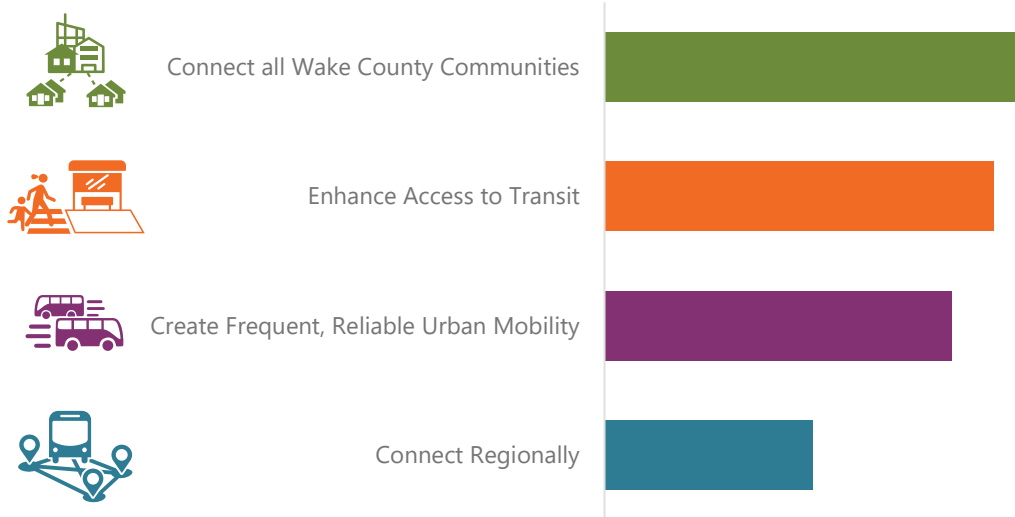 Connect all Wake County Communities
Enhance Access to Transit
Create Frequent, Reliable Urban Mobility
Connect Regionally